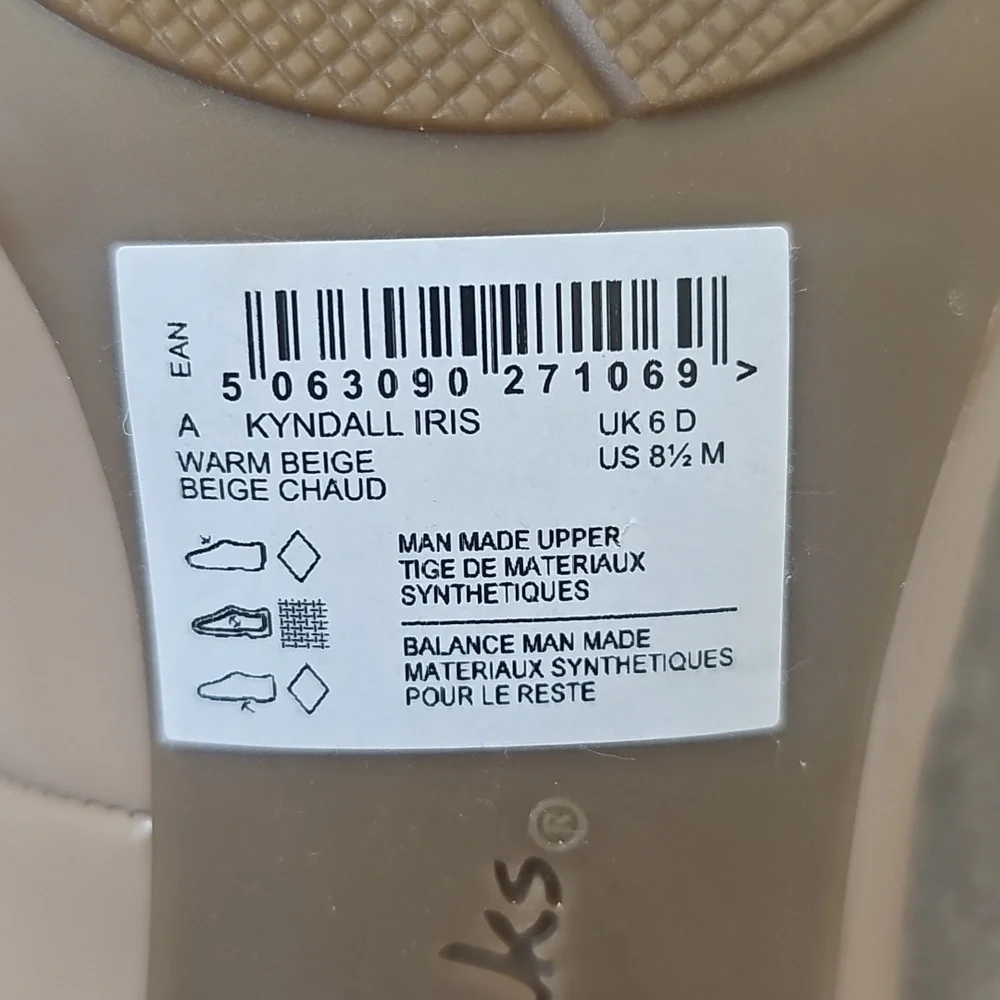 EAN
5 063090 271069 >
A KYNDALL IRIS UK 6 D
WARM BEIGE US 8½ M
BEIGE CHAUD
MAN MADE UPPER
TIGE DE MATERIAUX
SYNTHETIQUES
BALANCE MAN MADE
MATERIAUX SYNTHETIQUES
POUR LE RESTE
ks®